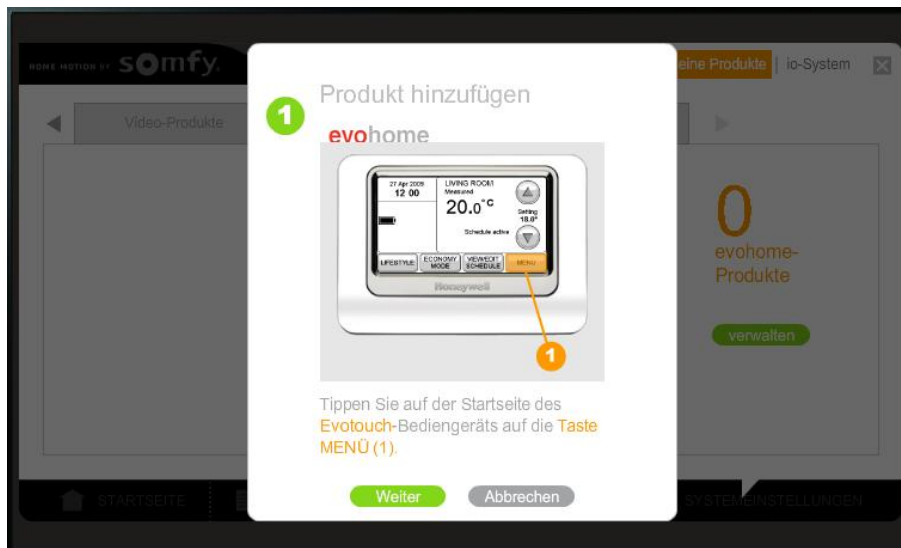 HOME MOTION BY somfy.
eine Produkte | io-System
Video-Produkte
1
Produkt hinzufügen
evohome
27 Apr 2009
12 00
LIVING ROOM
Measured
20.0°C
Setting
18.0°
Schedule active
LIFESTYLE
ECONOMY
MODE
VIEW/EDIT
SCHEDULE
MENU
Honeywell
1
Tippen Sie auf der Startseite des
Evotouch-Bediengeräts auf die Taste
MENÜ (1).
Weiter
Abbrechen
0
evohome-
Produkte
verwalten
STARTSEITE
SYSTEMEINSTELLUNGEN